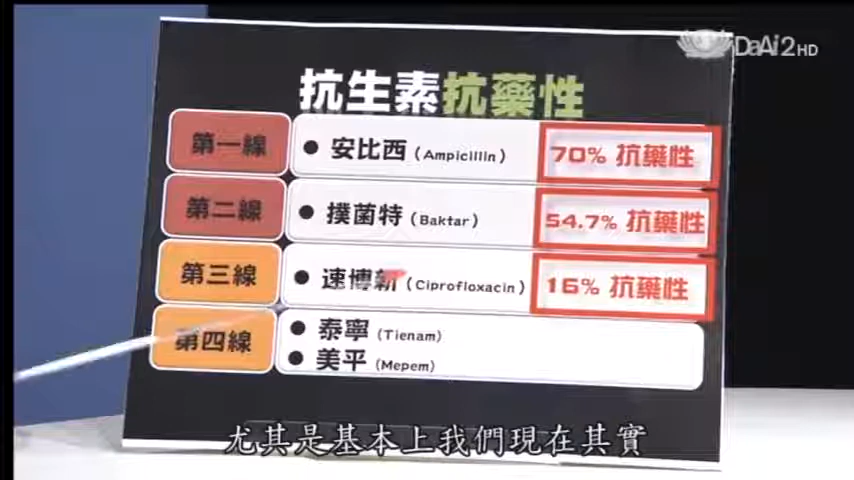 DaAi2HD
抗生素抗藥性
第一線 ● 安比西 (Ampicillin) 70% 抗藥性
第二線 ● 撲菌特 (Baktar) 54.7% 抗藥性
第三線 ● 速博新 (Ciprofloxacin) 16% 抗藥性
第四線 ● 泰寧 (Tienam)
● 美平 (Mepem)
尤其是基本上我們現在其實